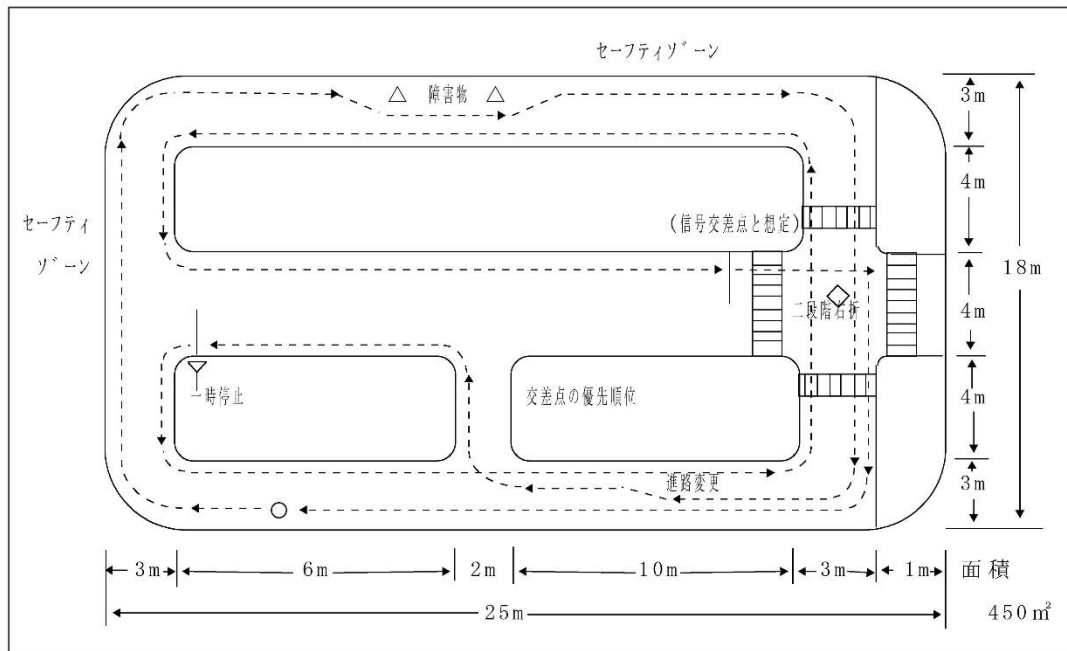 セーフティゾーン
障害物
3m
4m
セーフティ
ゾーン
(信号交差点と想定)
4m
18m
二段階右折
一時停止
交差点の優先順位
4m
進路変更
3m
3m
6m
2m
10m
3m
1m
面積
25m
450㎡